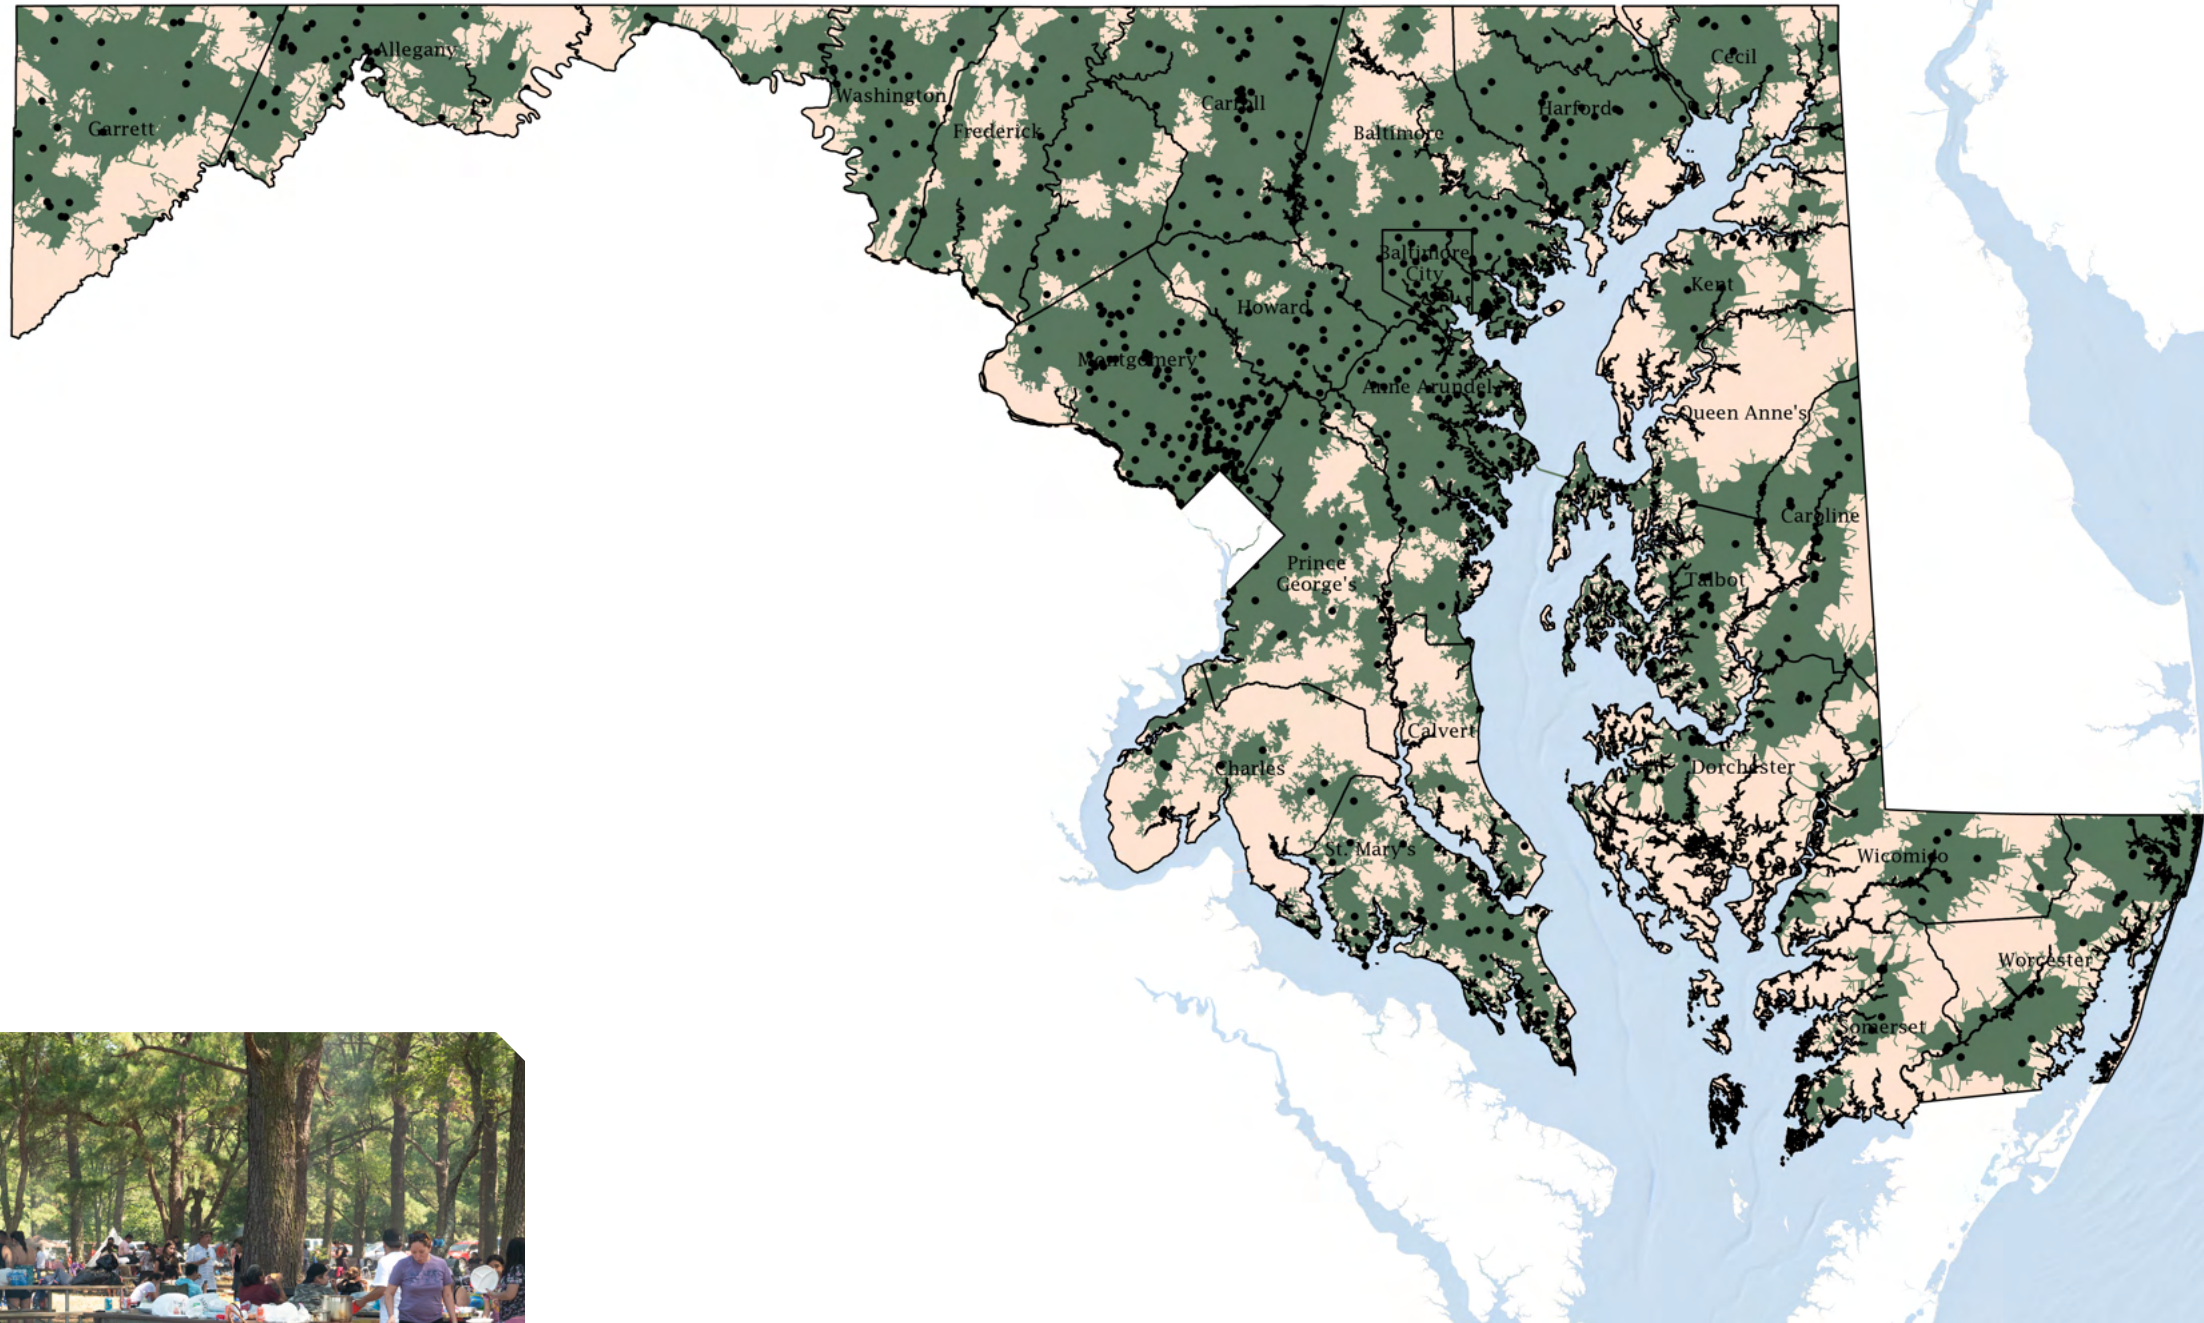 Allegany
Cecil
Washington
Carroll
Harford
Garrett
Frederick
Baltimore
Baltimore
City
Kent
Howard
Montgomery
Anne Arundel
Queen Anne's
Caroline
Prince
George's
Talbot
Calvert
Charles
Dorchester
St. Mary's
Wicomico
Worcester
Somerset